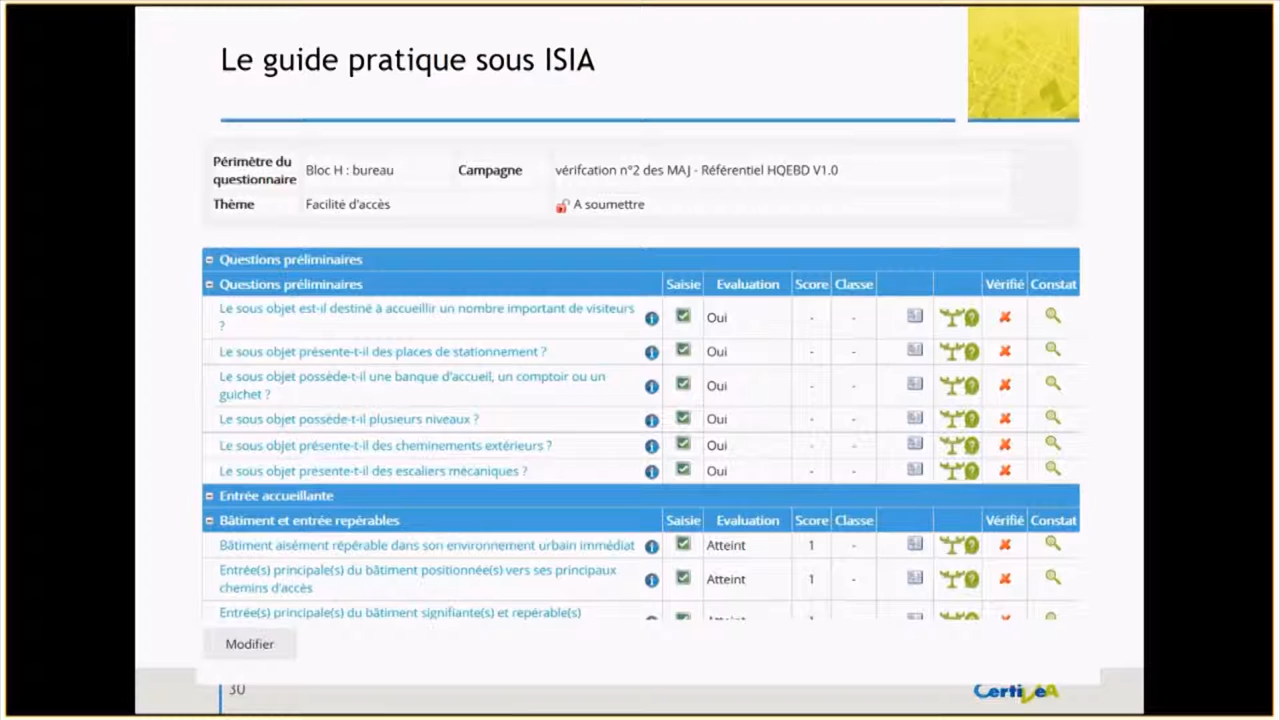 Le guide pratique sous ISIA
Périmètre du questionnaire Bloc H : bureau Campagne vérifcation n°2 des MAJ - Référentiel HQEBD V1.0
Thème Facilité d'accès A soumettre
Questions préliminaires
Questions préliminaires Saisie Evaluation Score Classe Vérifié Constat
Le sous objet est-il destiné à accueillir un nombre important de visiteurs
? Oui - -
Le sous objet présente-t-il des places de stationnement ? Oui - -
Le sous objet possède-t-il une banque d'accueil, un comptoir ou un
guichet ? Oui - -
Le sous objet possède-t-il plusieurs niveaux ? Oui - -
Le sous objet présente-t-il des cheminements extérieurs ? Oui - -
Le sous objet présente-t-il des escaliers mécaniques ? Oui - -
Entrée accueillante
Bâtiment et entrée repérables Saisie Evaluation Score Classe Vérifié Constat
Bâtiment aisément répérable dans son environnement urbain immédiat Atteint 1 -
Entrée(s) principale(s) du bâtiment positionnée(s) vers ses principaux
chemins d'accès Atteint 1 -
Entrée(s) principale(s) du bâtiment signifiante(s) et repérable(s)
Modifier
30
CertiVéA